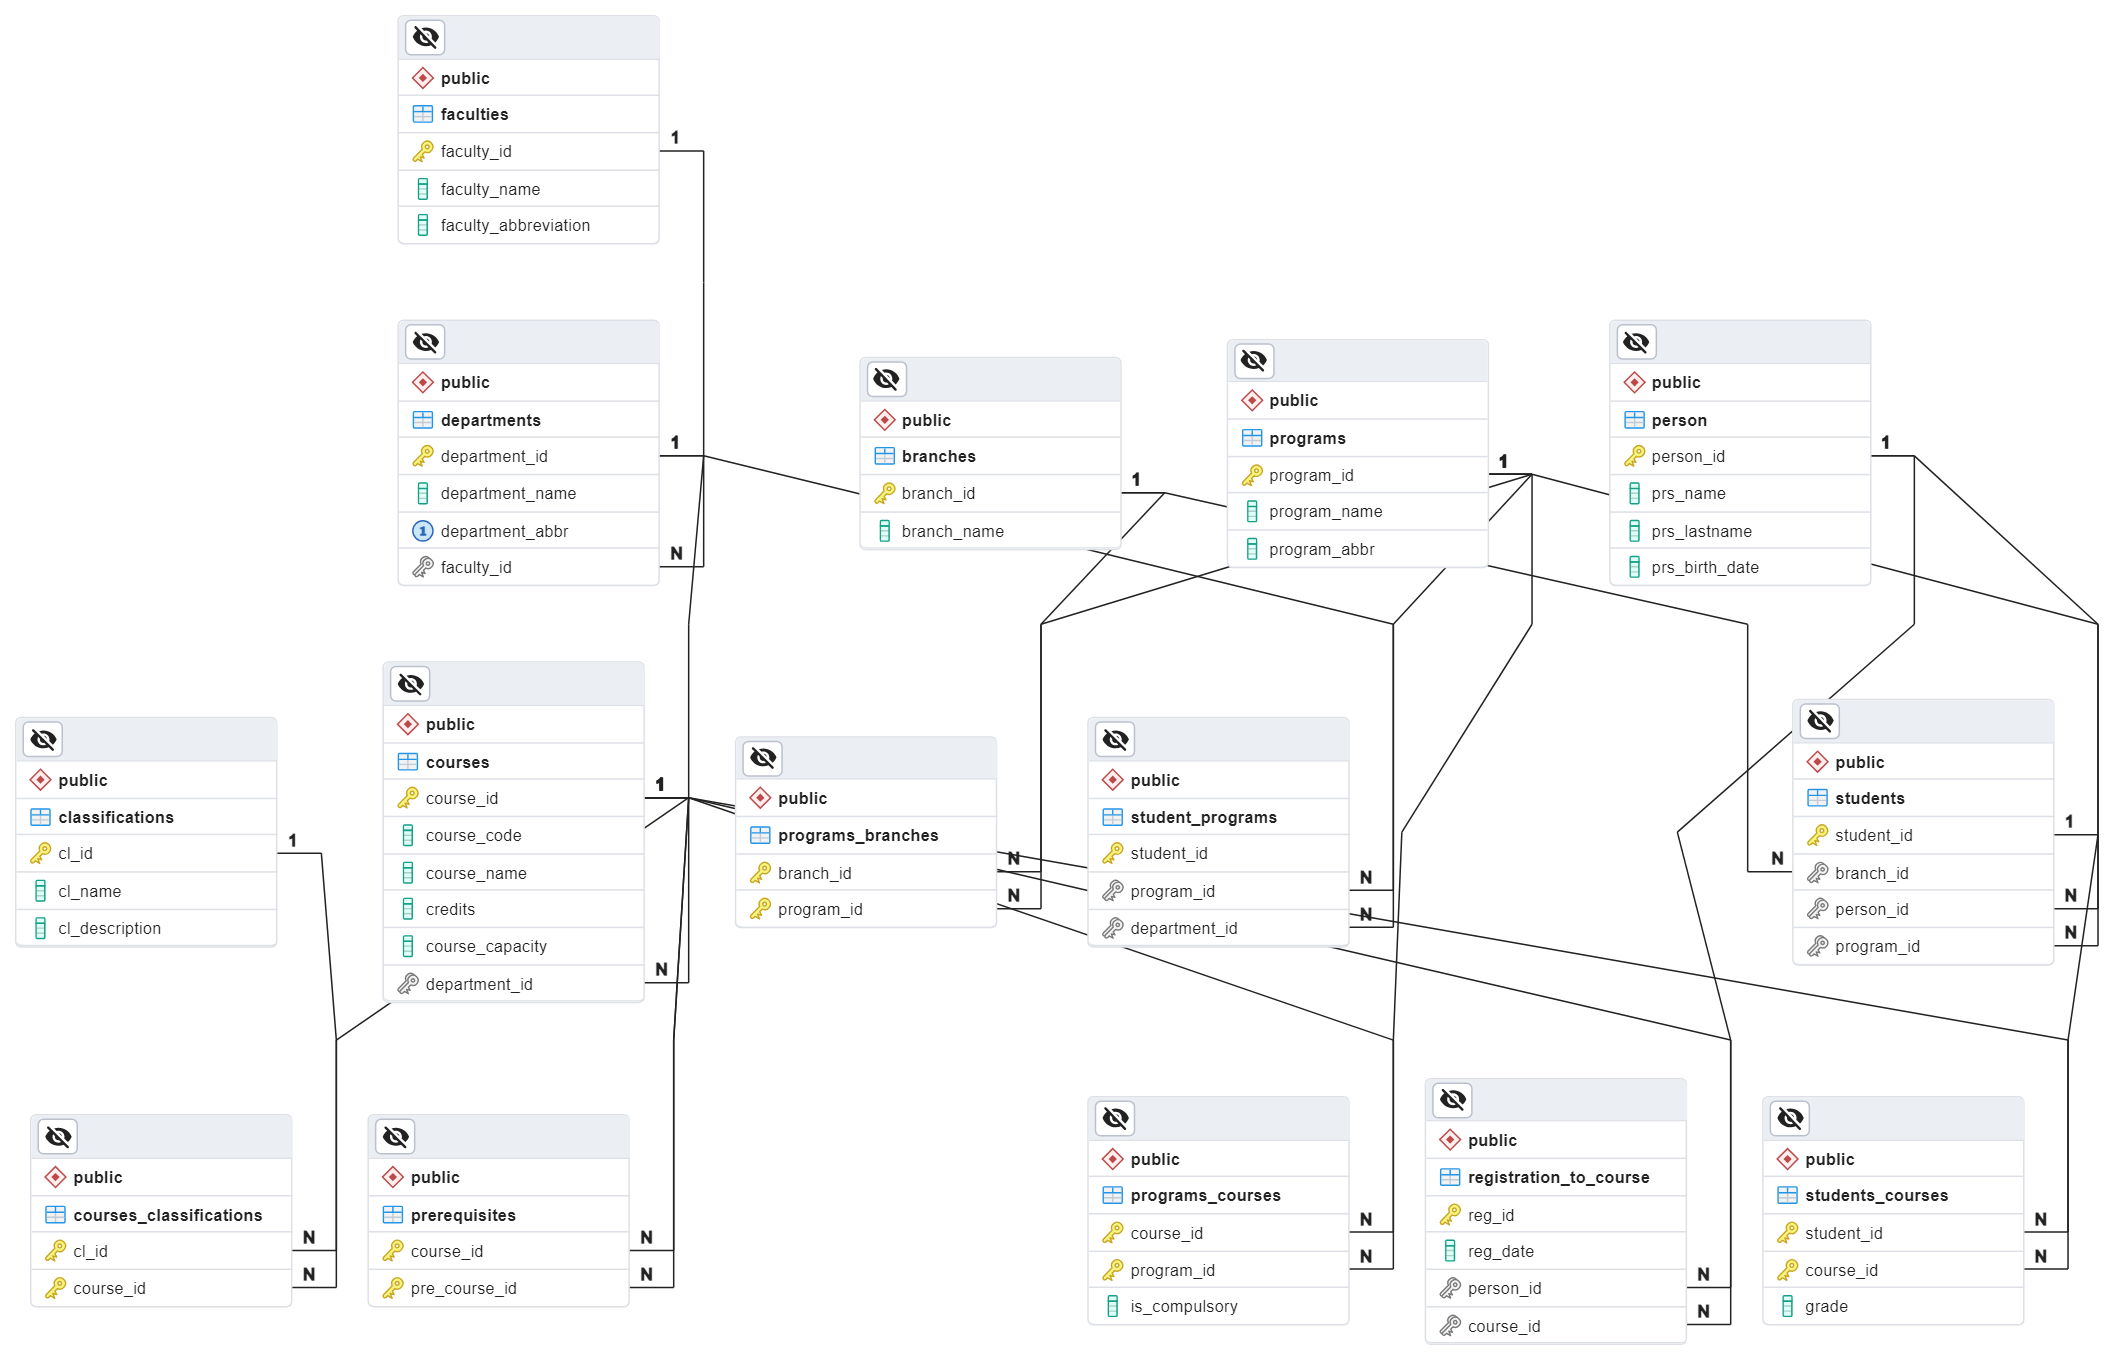 public
faculties
faculty_id
1
faculty_name
faculty_abbreviation
public
departments
department_id
1
department_name
1 department_abbr
faculty_id
N
public
branches
branch_id
1
branch_name
public
programs
program_id
1
program_name
program_abbr
public
person
person_id
1
prs_name
prs_lastname
prs_birth_date
public
classifications
cl_id
1
cl_name
cl_description
public
courses
course_id
1
course_code
course_name
credits
course_capacity
department_id
N
public
programs_branches
branch_id
N
program_id
N
public
student_programs
student_id
program_id
N
department_id
N
public
students
student_id
1
N
branch_id
person_id
N
program_id
N
public
courses_classifications
cl_id
N
course_id
N
public
prerequisites
course_id
N
pre_course_id
N
public
programs_courses
course_id
N
program_id
N
is_compulsory
public
registration_to_course
reg_id
reg_date
person_id
N
course_id
N
public
students_courses
student_id
N
course_id
N
grade